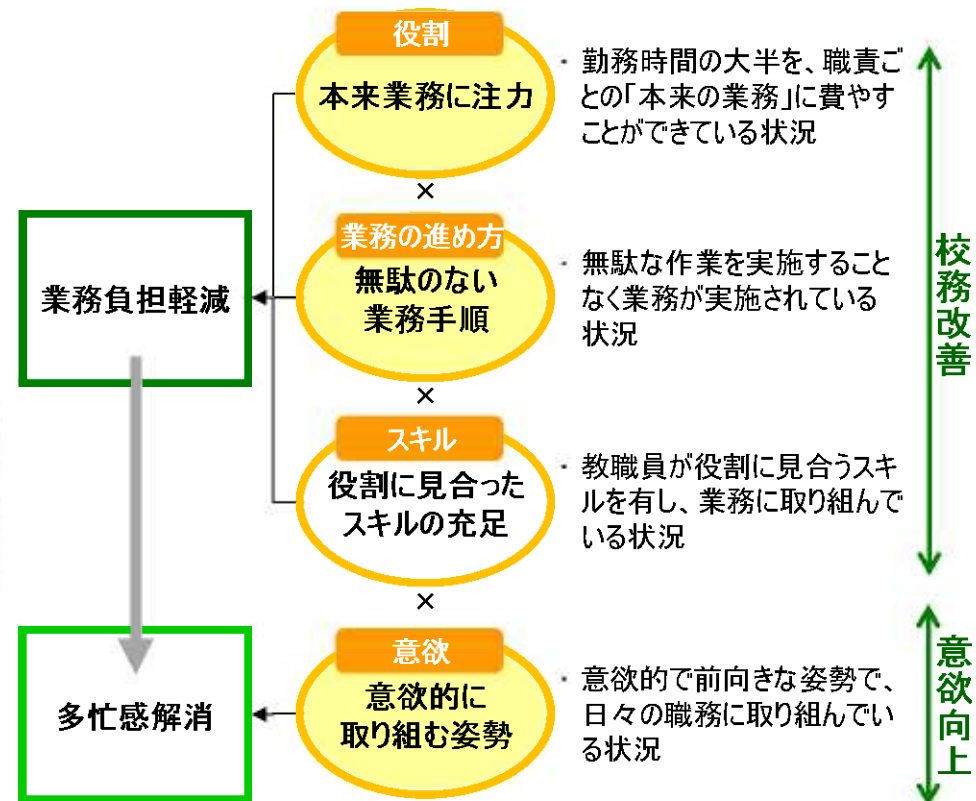 役割
本来業務に注力
・勤務時間の大半を、職責ご
との「本来の業務」に費やす
ことができている状況
×
業務の進め方
無駄のない
業務手順
・無駄な作業を実施すること
なく業務が実施されている
状況
業務負担軽減
×
スキル
役割に見合った
スキルの充足
・教職員が役割に見合うスキ
ルを有し、業務に取り組んで
いる状況
校務改善
×
意欲
意欲的に
取り組む姿勢
・意欲的で前向きな姿勢で、
日々の職務に取り組んでい
る状況
多忙感解消
意欲向上